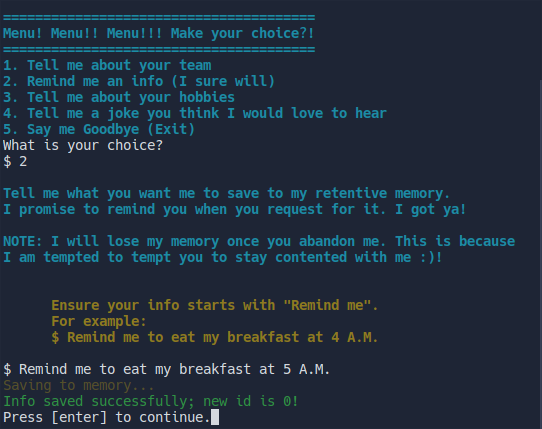 =======================================
Menu! Menu!! Menu!!! Make your choice?!
=======================================
1. Tell me about your team
2. Remind me an info (I sure will)
3. Tell me about your hobbies
4. Tell me a joke you think I would love to hear
5. Say me Goodbye (Exit)
What is your choice?
$ 2
Tell me what you want me to save to my retentive memory.
I promise to remind you when you request for it. I got ya!
NOTE: I will lose my memory once you abandon me. This is because
I am tempted to tempt you to stay contented with me :)!
Ensure your info starts with "Remind me".
For example:
$ Remind me to eat my breakfast at 4 A.M.
$ Remind me to eat my breakfast at 5 A.M.
Saving to memory...
Info saved successfully; new id is 0!
Press [enter] to continue.